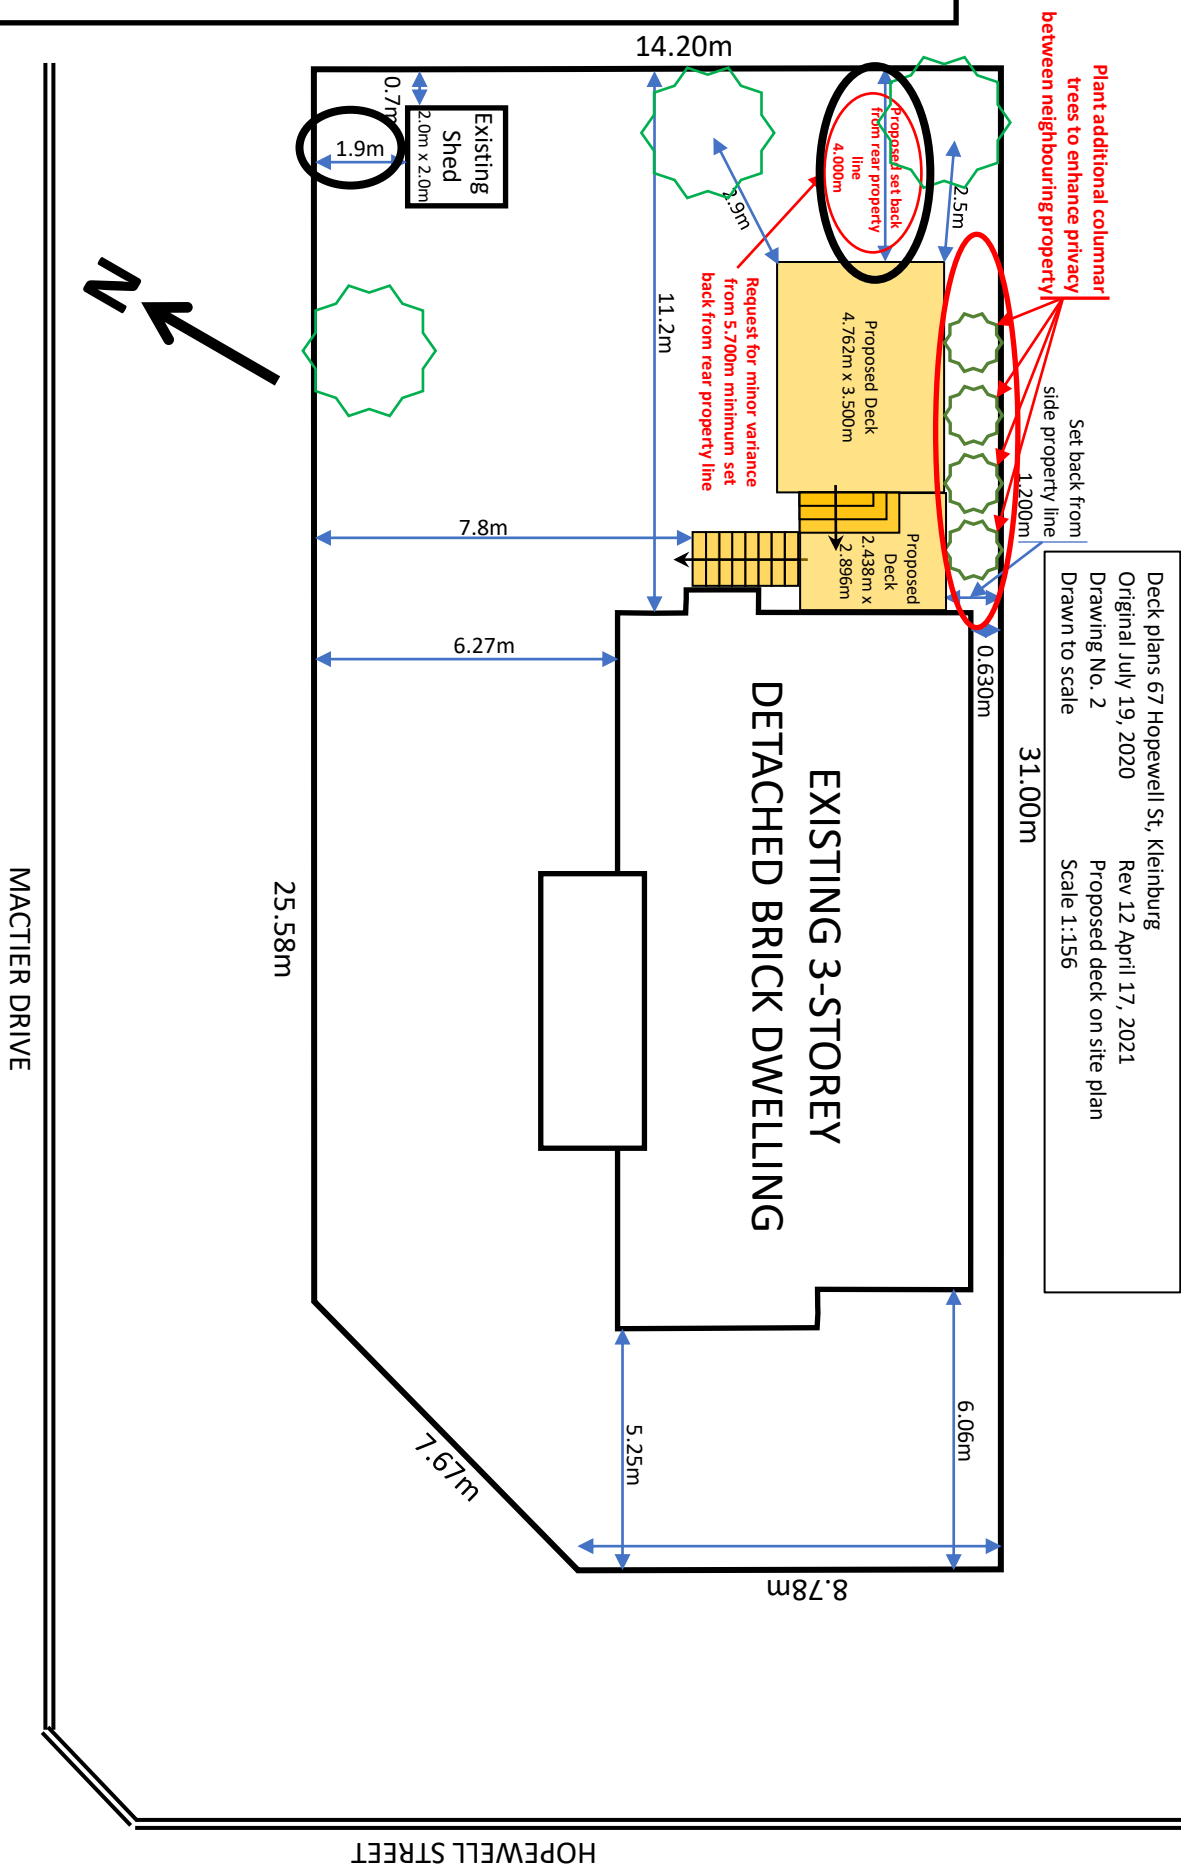 Deck plans 67 Hopewell St, Kleinburg
Original July 19, 2020 Rev 12 April 17, 2021
Drawing No. 2 Proposed deck on site plan
Drawn to scale Scale 1:156
Plant additional columnar
trees to enhance privacy
between neighbouring property
Set back from
side property line
1.200m
31.00m
0.630m
14.20m
2.5m
Proposed set back
from rear property
line
4.000m
2.9m
Request for minor variance
from 5.700m minimum set
back from rear property line
Proposed Deck
4.762m x 3.500m
Proposed
Deck
2.438m x
2.896m
11.2m
Existing
Shed
2.0m x 2.0m
0.7m
1.9m
N
7.8m
6.27m
EXISTING 3-STOREY
DETACHED BRICK DWELLING
6.06m
5.25m
8.78m
7.67m
25.58m
MACTIER DRIVE
HOPEWELL STREET